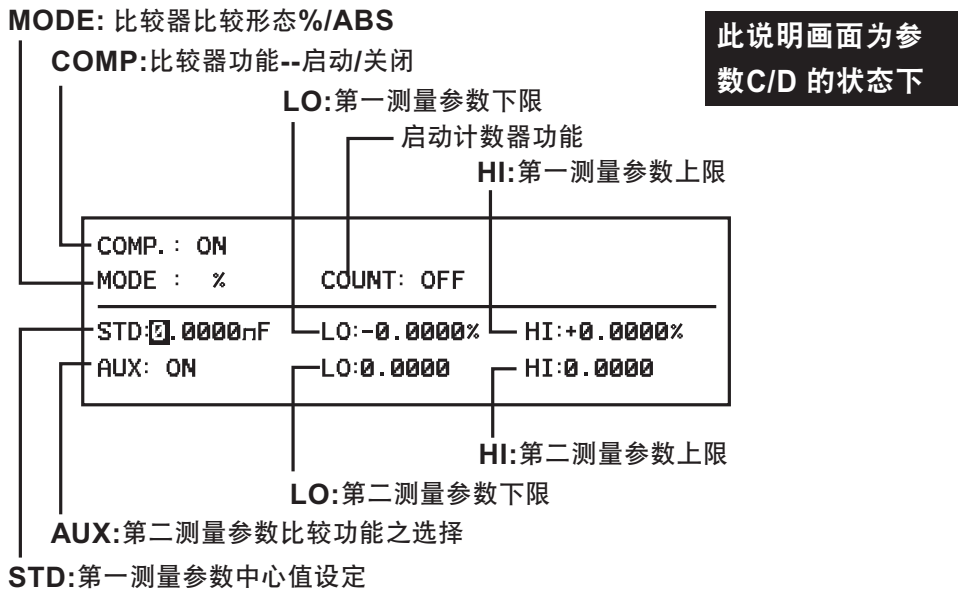 MODE: 比较器比较形态%/ABS
此说明画面为参
数C/D 的状态下
COMP:比较器功能--启动/关闭
LO:第一测量参数下限
启动计数器功能
HI:第一测量参数上限
COMP.: ON
MODE : % COUNT: OFF
STD:0.0000nF LO:-0.0000% HI:+0.0000%
AUX: ON LO:0.0000 HI:0.0000
HI:第二测量参数上限
LO:第二测量参数下限
AUX:第二测量参数比较功能之选择
STD:第一测量参数中心值设定